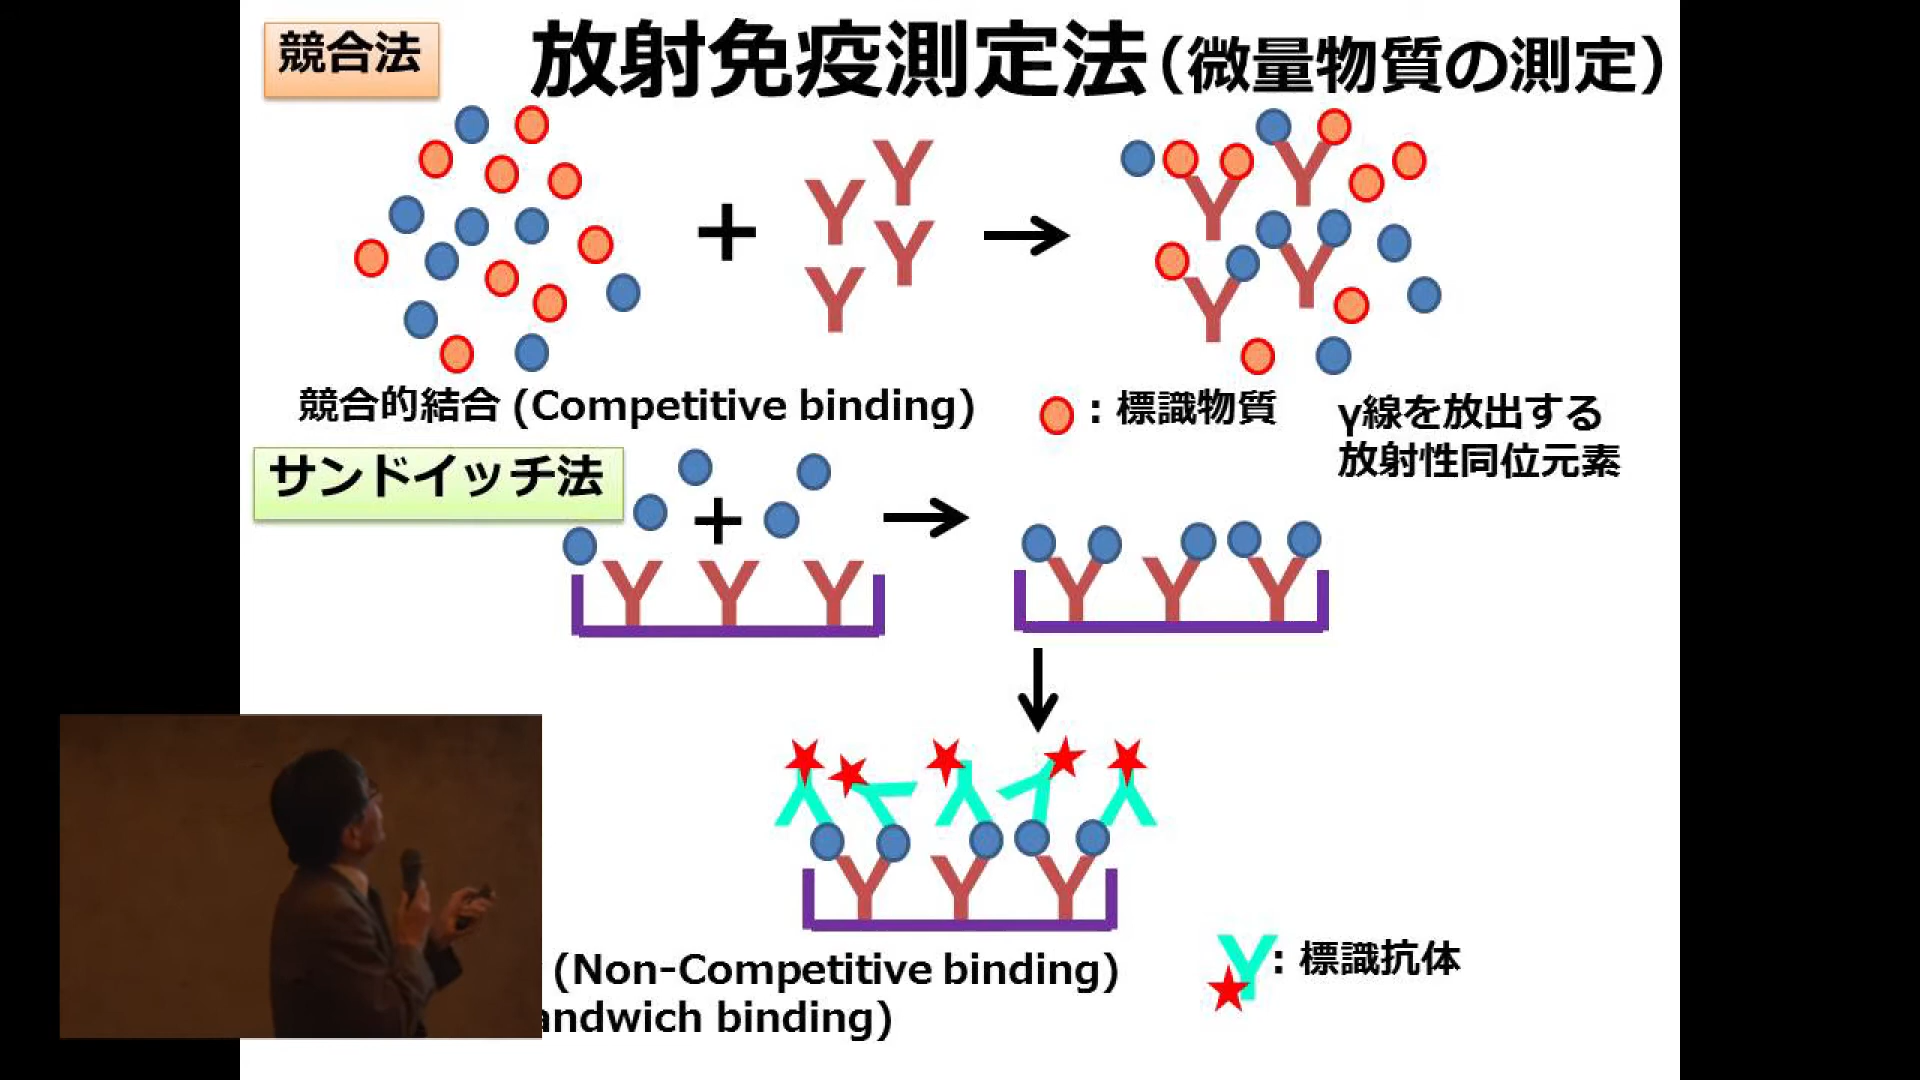 競合法
放射免疫測定法(微量物質の測定)
競合的結合 (Competitive binding)
: 標識物質
γ線を放出する
放射性同位元素
サンドイッチ法
(Non-Competitive binding)
: 標識抗体
andwich binding)